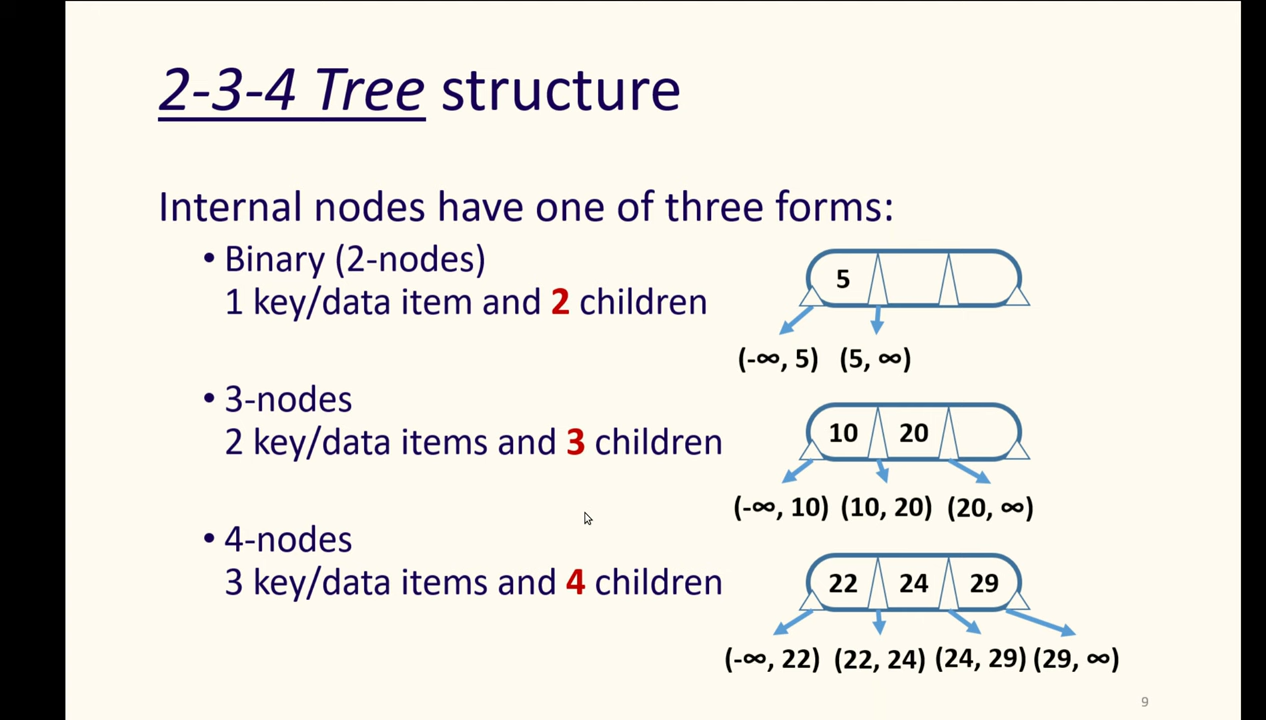 2-3-4 Tree structure
Internal nodes have one of three forms:
• Binary (2-nodes)
1 key/data item and 2 children
5
(-∞, 5) (5, ∞)
• 3-nodes
2 key/data items and 3 children
10 20
(-∞, 10) (10, 20) (20, ∞)
• 4-nodes
3 key/data items and 4 children
22 24 29
(-∞, 22) (22, 24) (24, 29) (29, ∞)
9